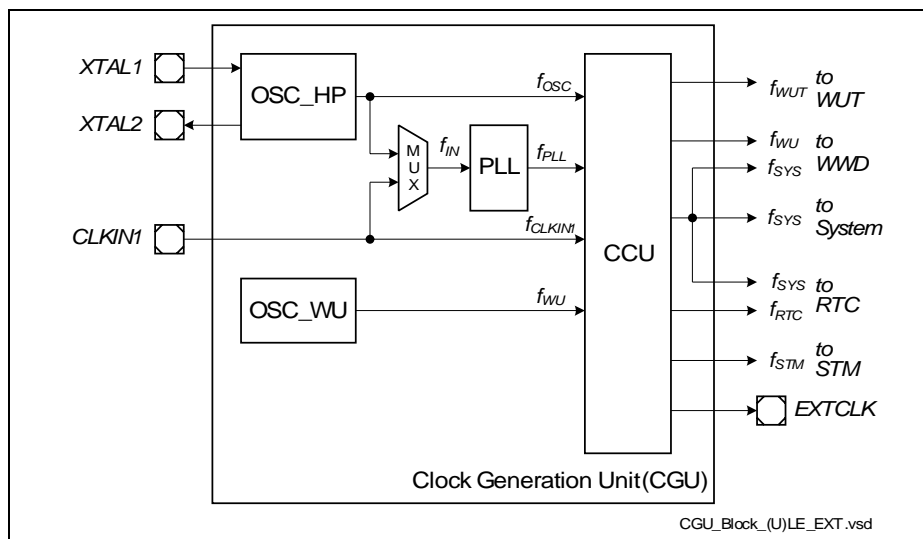 XTAL1
XTAL2
CLKIN1
OSC_HP
OSC_WU
MUX
f_IN
PLL
f_OSC
f_PLL
f_CLKIN1
f_WU
CCU
f_WUT to WUT
f_WU to WWD
f_SYS
f_SYS to System
f_SYS to RTC
f_RTC
f_STM to STM
EXTCLK
Clock Generation Unit (CGU)
CGU_Block_(U)LE_EXT.vsd